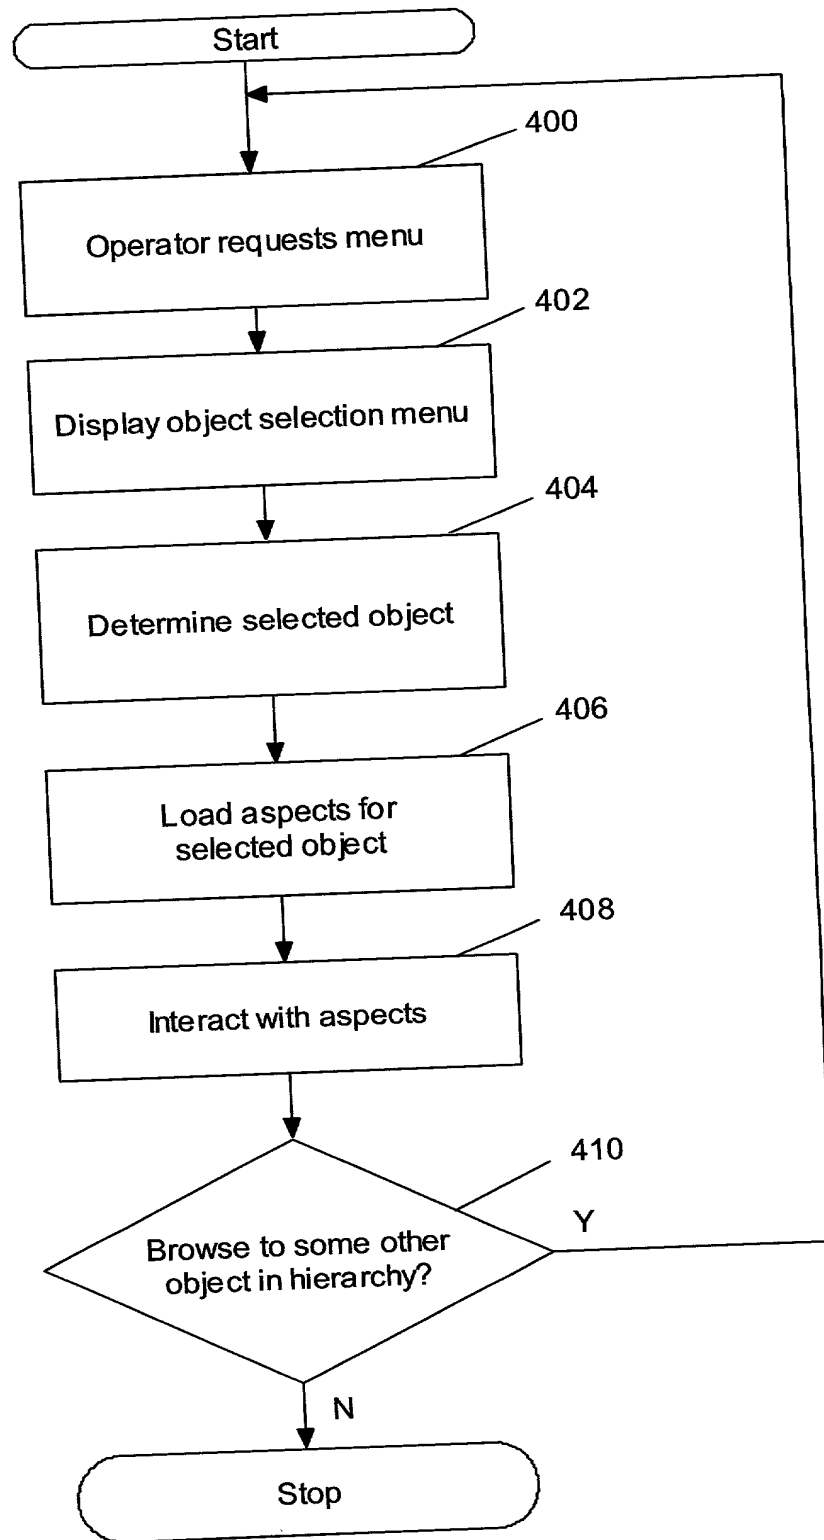 Start
400
Operator requests menu
402
Display object selection menu
404
Determine selected object
406
Load aspects for
selected object
408
Interact with aspects
410
Y
Browse to some other
object in hierarchy?
N
Stop